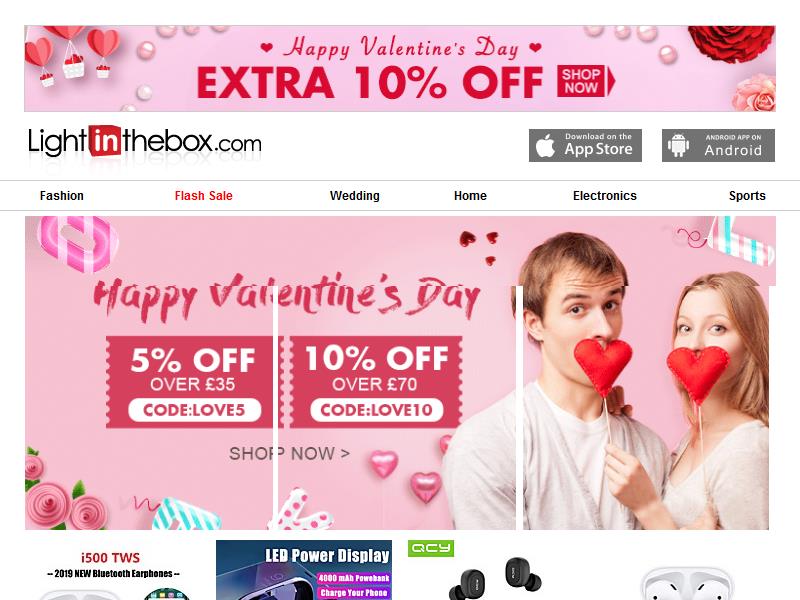 Happy Valentine's Day
EXTRA 10% OFF
SHOP NOW
Lightinthebox.com
Download on the
App Store
ANDROID APP ON
Android
Fashion
Flash Sale
Wedding
Home
Electronics
Sports
Happy Valentine's Day
5% OFF
OVER £35
CODE:LOVE5
10% OFF
OVER £70
CODE:LOVE10
SHOP NOW >
i500 TWS
-- 2019 NEW Bluetooth Earphones --
LED Power Display
4000 mAh Powebank
Charge Your Phone
QCY